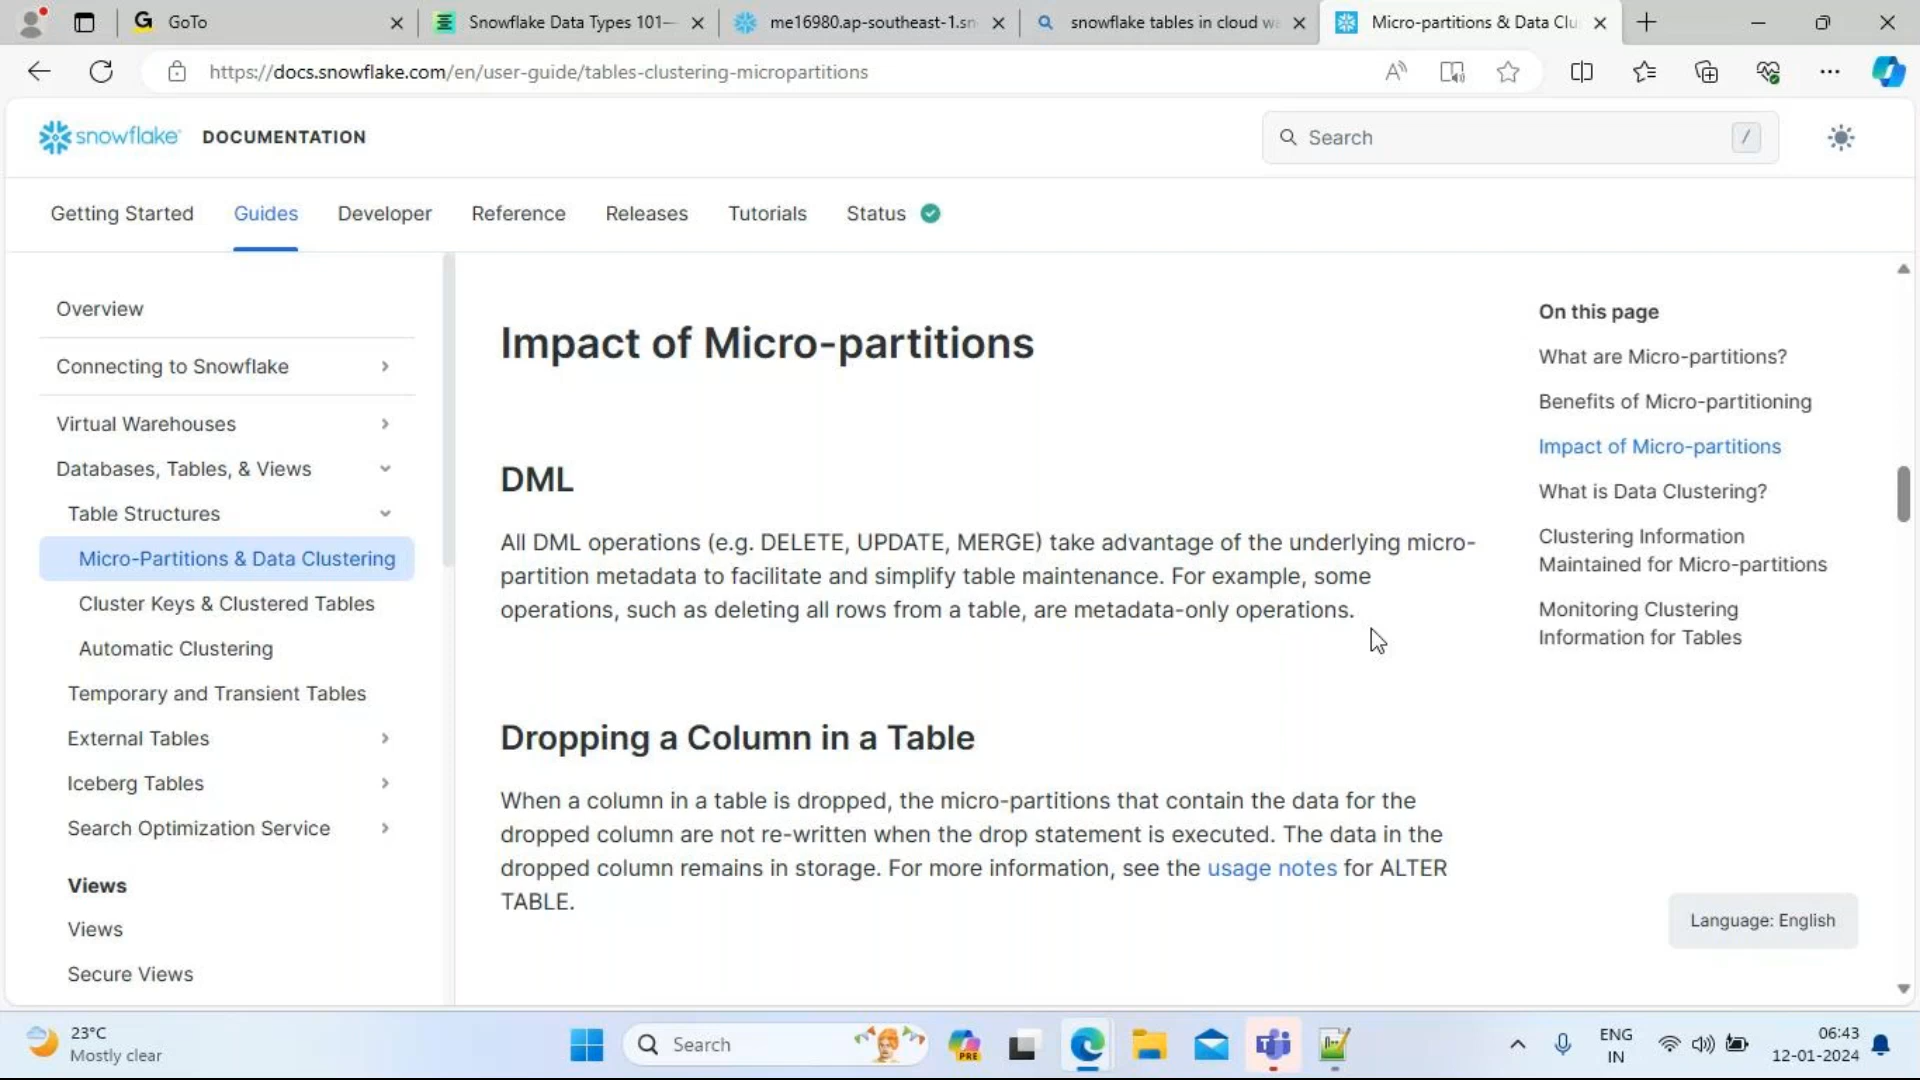 GoTo
Snowflake Data Types 101—
me16980.ap-southeast-1.sn
snowflake tables in cloud wa
Micro-partitions & Data Clu
https://docs.snowflake.com/en/user-guide/tables-clustering-micropartitions
snowflake DOCUMENTATION
Search /
Getting Started Guides Developer Reference Releases Tutorials Status
Overview
Connecting to Snowflake
Virtual Warehouses
Databases, Tables, & Views
Table Structures
Micro-Partitions & Data Clustering
Cluster Keys & Clustered Tables
Automatic Clustering
Temporary and Transient Tables
External Tables
Iceberg Tables
Search Optimization Service
Views
Views
Secure Views
Impact of Micro-partitions
DML
All DML operations (e.g. DELETE, UPDATE, MERGE) take advantage of the underlying micro-
partition metadata to facilitate and simplify table maintenance. For example, some
operations, such as deleting all rows from a table, are metadata-only operations.
Dropping a Column in a Table
When a column in a table is dropped, the micro-partitions that contain the data for the
dropped column are not re-written when the drop statement is executed. The data in the
dropped column remains in storage. For more information, see the usage notes for ALTER
TABLE.
On this page
What are Micro-partitions?
Benefits of Micro-partitioning
Impact of Micro-partitions
What is Data Clustering?
Clustering Information
Maintained for Micro-partitions
Monitoring Clustering
Information for Tables
Language: English
23°C
Mostly clear
Search
PRE
ENG
IN
06:43
12-01-2024